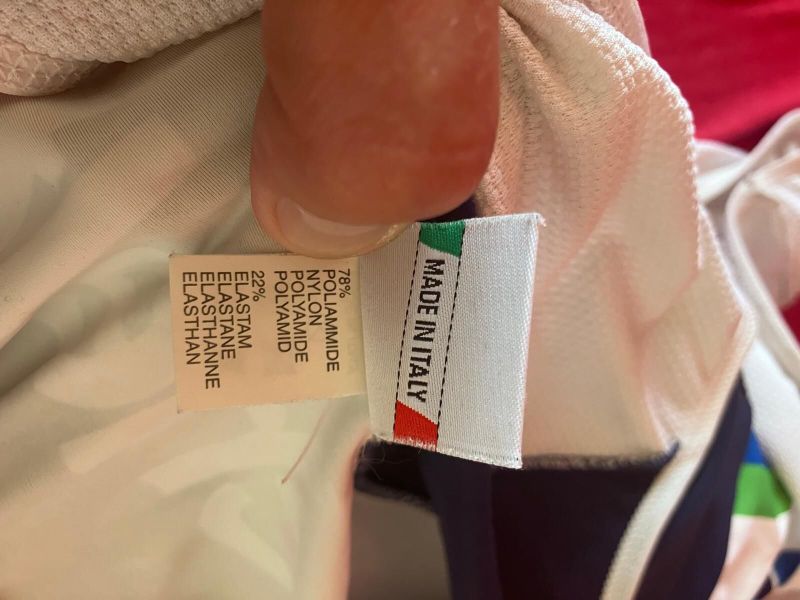 78%
POLIAMMIDE
NYLON
POLYAMIDE
POLYAMID
22%
ELASTAM
ELASTANE
ELASTHANNE
ELASTHAN
MADE IN ITALY